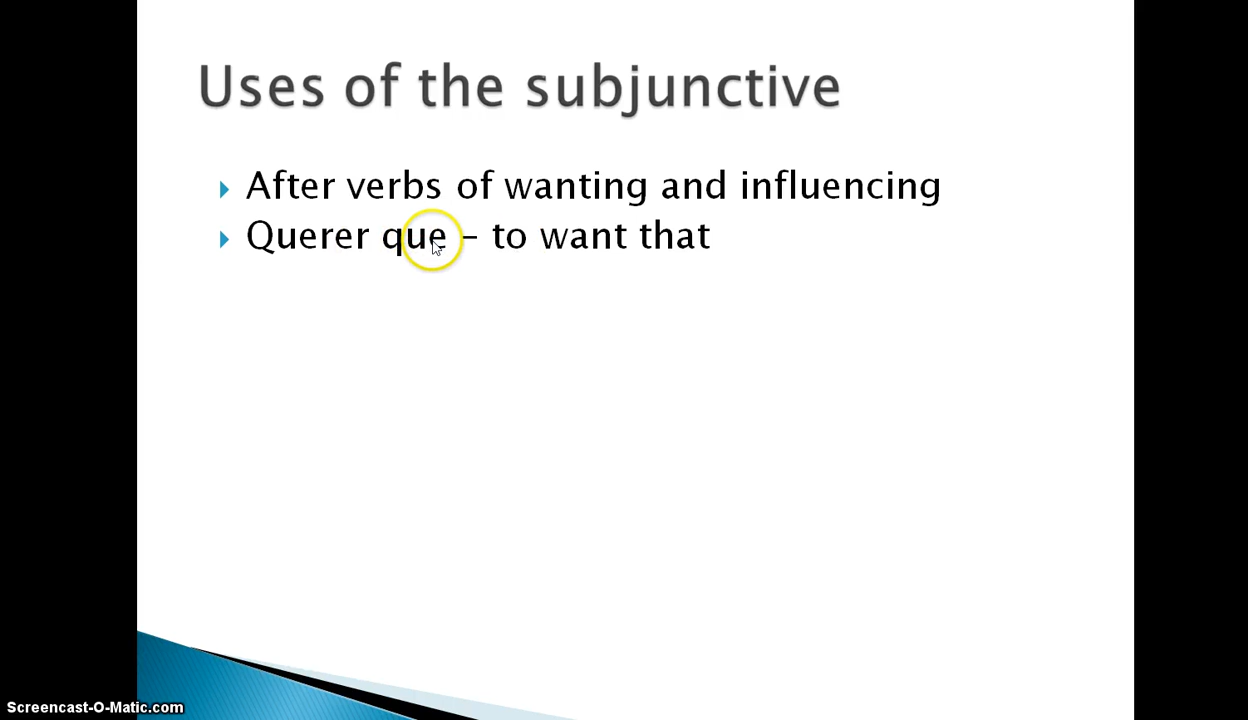 Uses of the subjunctive
After verbs of wanting and influencing
Querer que – to want that
Screencast-O-Matic.com